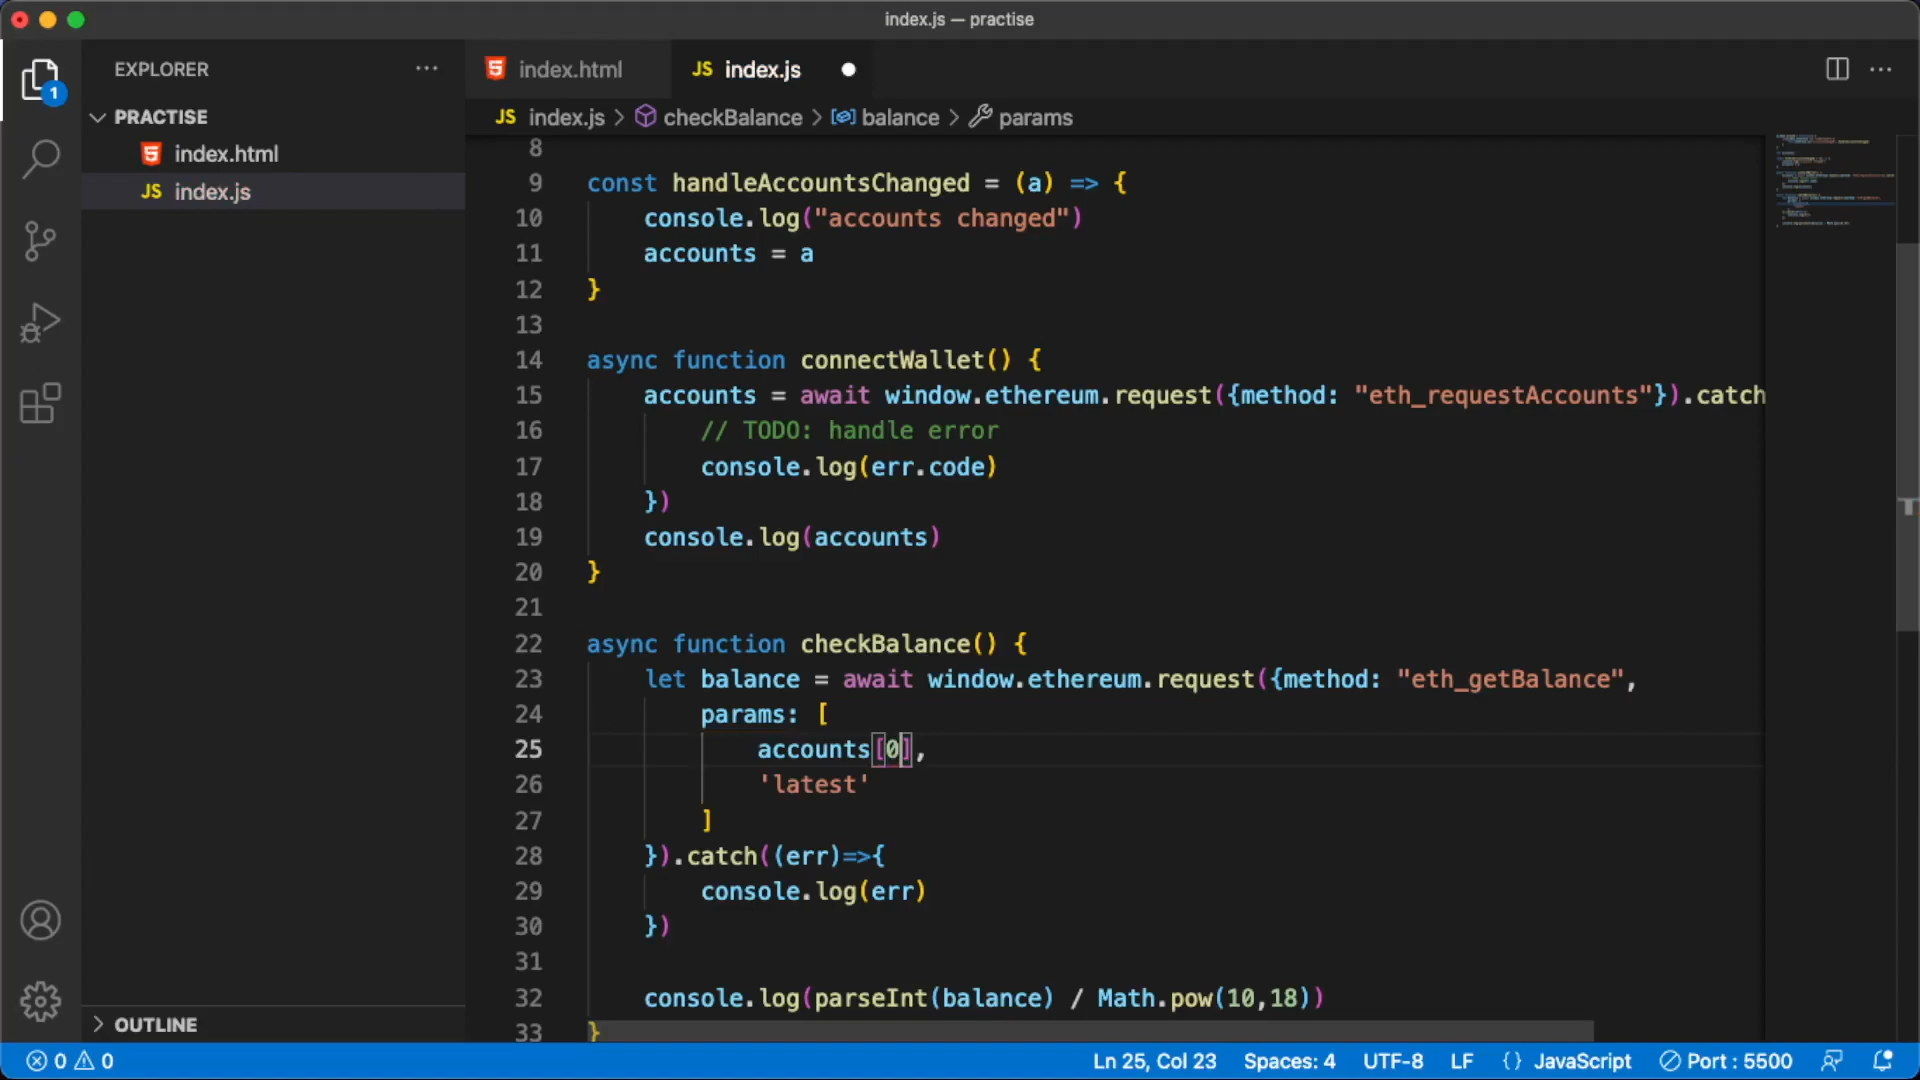 index.js — practise
EXPLORER
index.html
JS index.js
1
PRACTISE
JS index.js > checkBalance > balance > params
index.html
JS index.js
8
9 const handleAccountsChanged = (a) => {
10 console.log("accounts changed")
11 accounts = a
12 }
13
14 async function connectWallet() {
15 accounts = await window.ethereum.request({method: "eth_requestAccounts"}).catch
16 // TODO: handle error
17 console.log(err.code)
18 })
19 console.log(accounts)
20 }
21
22 async function checkBalance() {
23 let balance = await window.ethereum.request({method: "eth_getBalance",
24 params: [
25 accounts[0],
26 'latest'
27 ]
28 }).catch((err)=>{
29 console.log(err)
30 })
31
32 console.log(parseInt(balance) / Math.pow(10,18))
33 }
OUTLINE
0 0 Ln 25, Col 23 Spaces: 4 UTF-8 LF {} JavaScript Port : 5500